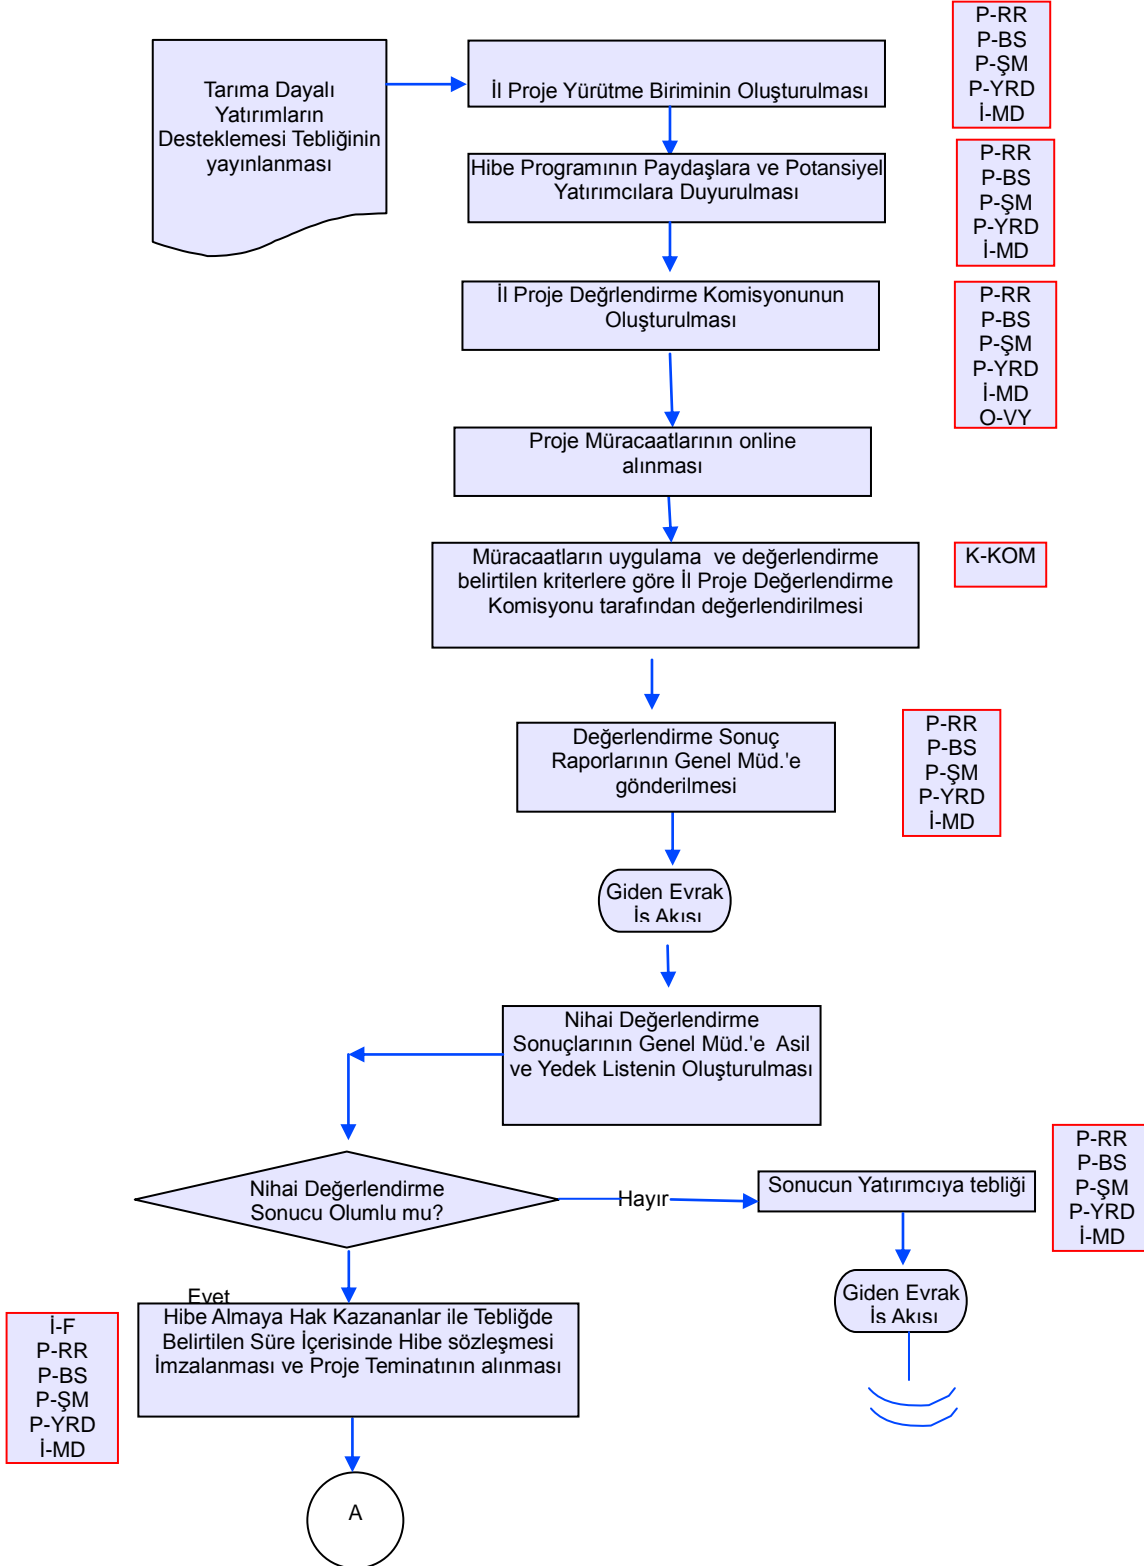 P-RR
P-BS
P-ŞM
P-YRD
İ-MD
Tarıma Dayalı
Yatırımların
Desteklemesi Tebliğinin
yayınlanması
İl Proje Yürütme Biriminin Oluşturulması
Hibe Programının Paydaşlara ve Potansiyel
Yatırımcılara Duyurulması
P-RR
P-BS
P-ŞM
P-YRD
İ-MD
İl Proje Değrlendirme Komisyonunun
Oluşturulması
P-RR
P-BS
P-ŞM
P-YRD
İ-MD
O-VY
Proje Müracaatlarının online
alınması
Müracaatların uygulama ve değerlendirme
belirtilen kriterlere göre İl Proje Değerlendirme
Komisyonu tarafından değerlendirilmesi
K-KOM
Değerlendirme Sonuç
Raporlarının Genel Müd.'e
gönderilmesi
P-RR
P-BS
P-ŞM
P-YRD
İ-MD
Giden Evrak
İş Akışı
Nihai Değerlendirme
Sonuçlarının Genel Müd.'e Asil
ve Yedek Listenin Oluşturulması
Nihai Değerlendirme
Sonucu Olumlu mu?
Hayır
Sonucun Yatırımcıya tebliği
P-RR
P-BS
P-ŞM
P-YRD
İ-MD
Giden Evrak
İş Akışı
Evet
Hibe Almaya Hak Kazananlar ile Tebliğde
Belirtilen Süre İçerisinde Hibe sözleşmesi
İmzalanması ve Proje Teminatının alınması
İ-F
P-RR
P-BS
P-ŞM
P-YRD
İ-MD
A